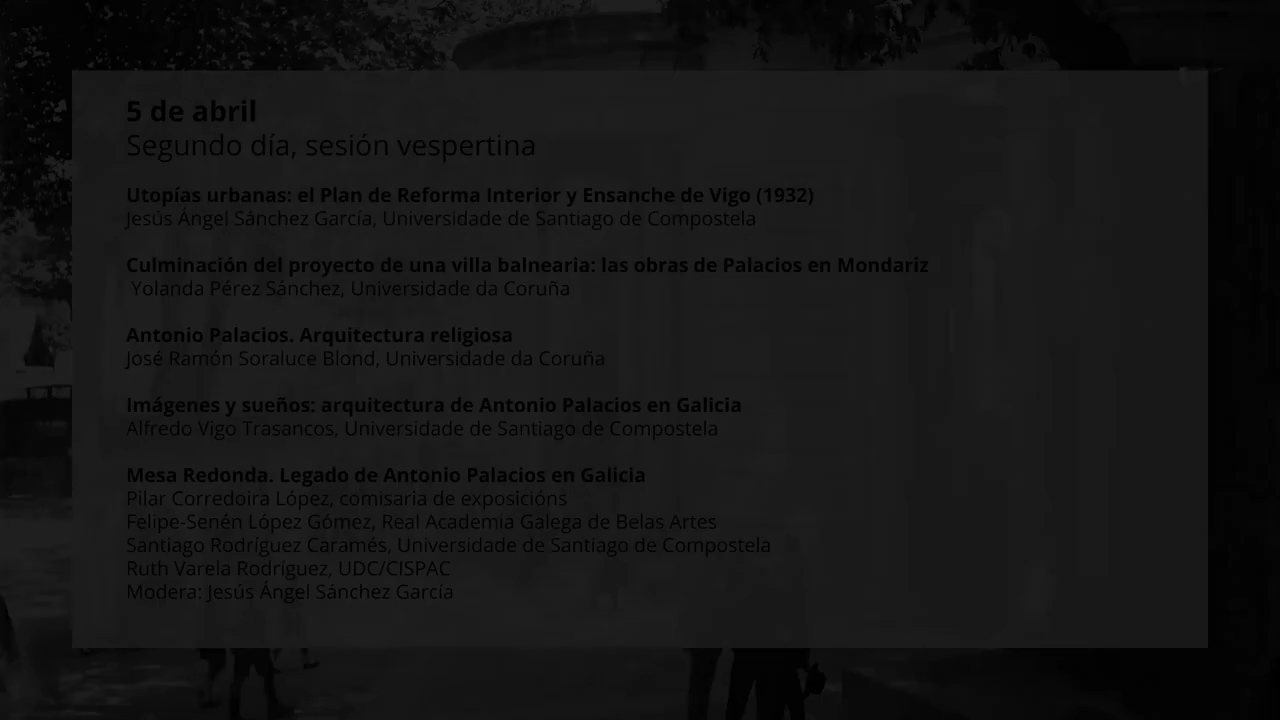 5 de abril
Segundo día, sesión vespertina
Utopías urbanas: el Plan de Reforma Interior y Ensanche de Vigo (1932)
Jesús Ángel Sánchez García, Universidade de Santiago de Compostela
Culminación del proyecto de una villa balnearia: las obras de Palacios en Mondariz
Yolanda Pérez Sánchez, Universidade da Coruña
Antonio Palacios. Arquitectura religiosa
José Ramón Soraluce Blond, Universidade da Coruña
Imágenes y sueños: arquitectura de Antonio Palacios en Galicia
Alfredo Vigo Trasancos, Universidade de Santiago de Compostela
Mesa Redonda. Legado de Antonio Palacios en Galicia
Pilar Corredoira López, comisaria de exposicións
Felipe-Senén López Gómez, Real Academia Galega de Belas Artes
Santiago Rodríguez Caramés, Universidade de Santiago de Compostela
Ruth Varela Rodríguez, UDC/CISPAC
Modera: Jesús Ángel Sánchez García